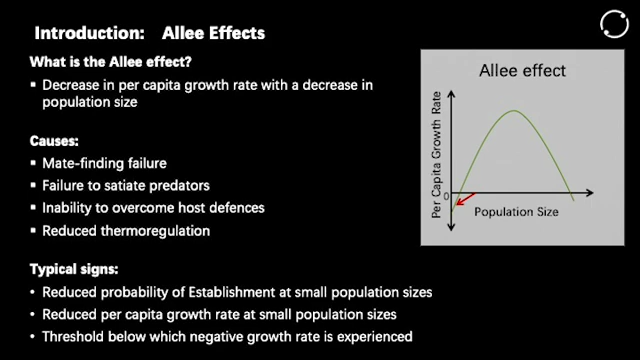 Introduction: Allee Effects
What is the Allee effect?
▪ Decrease in per capita growth rate with a decrease in
population size
Causes:
▪ Mate-finding failure
▪ Failure to satiate predators
▪ Inability to overcome host defences
▪ Reduced thermoregulation
Typical signs:
• Reduced probability of Establishment at small population sizes
• Reduced per capita growth rate at small population sizes
• Threshold below which negative growth rate is experienced
Allee effect
Per Capita Growth Rate
0
Population Size